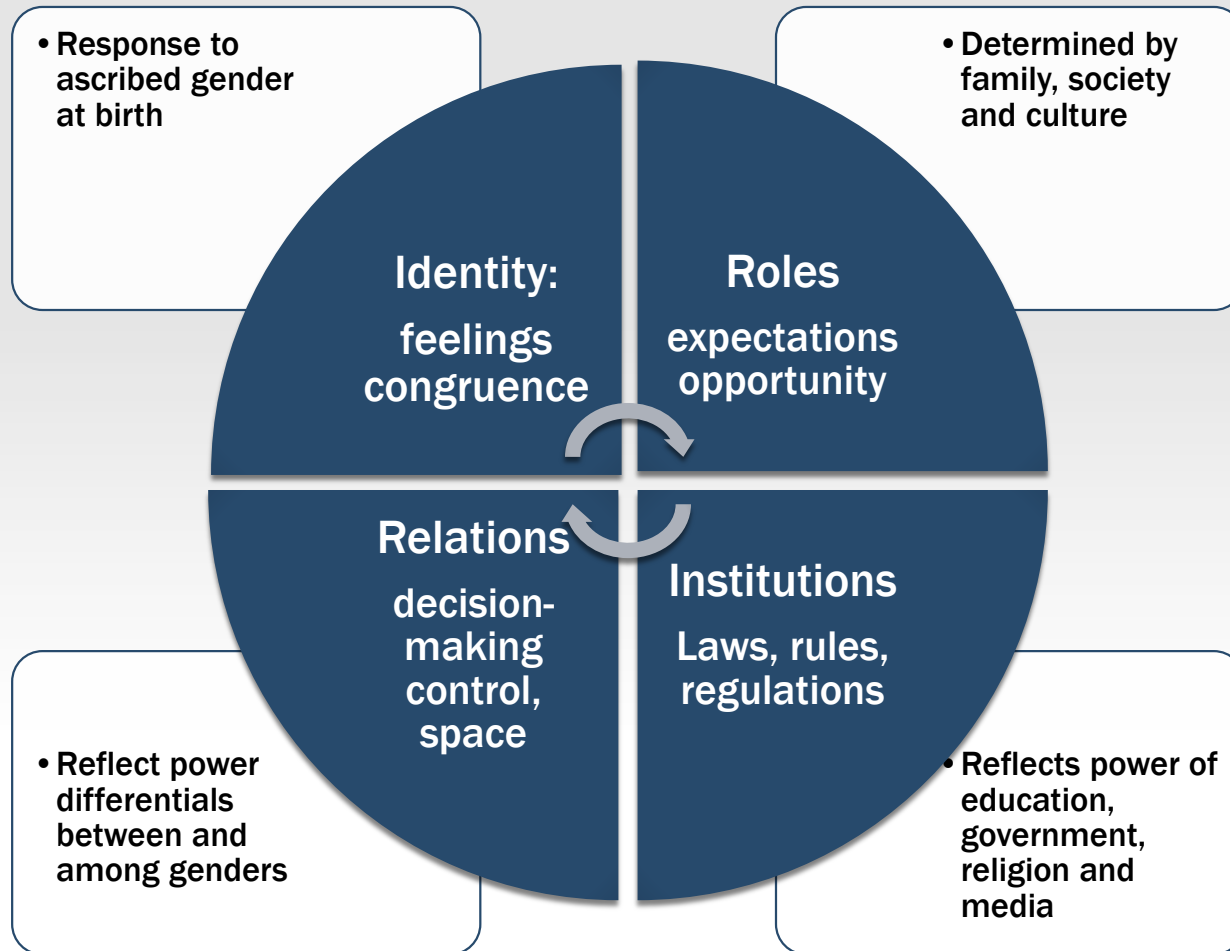 • Response to
ascribed gender
at birth
• Determined by
family, society
and culture
Identity:
feelings
congruence
Roles
expectations
opportunity
Relations
decision-
making
control,
space
Institutions
Laws, rules,
regulations
• Reflect power
differentials
between and
among genders
• Reflects power of
education,
government,
religion and
media